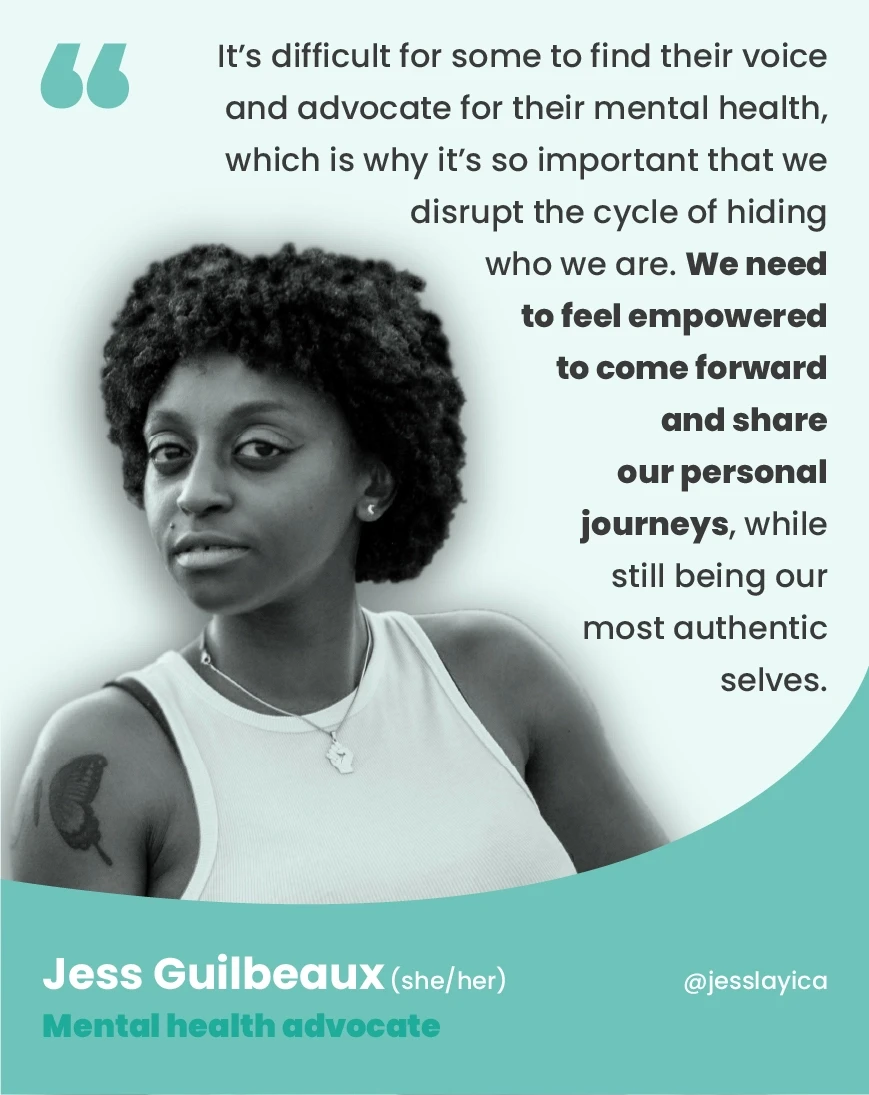 “
It’s difficult for some to find their voice
and advocate for their mental health,
which is why it’s so important that we
disrupt the cycle of hiding
who we are. We need
to feel empowered
to come forward
and share
our personal
journeys, while
still being our
most authentic
selves.
Jess Guilbeaux (she/her)
@jesslayica
Mental health advocate